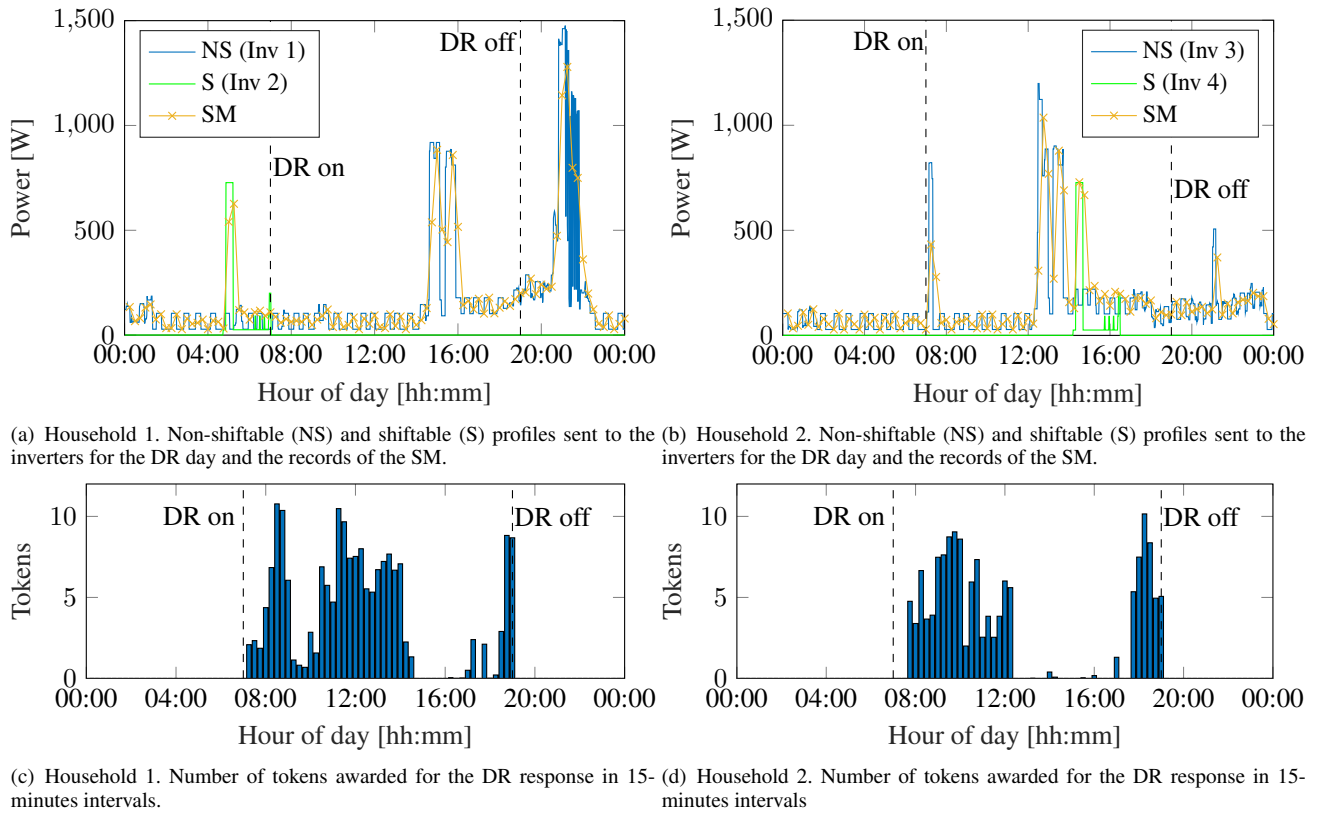 1,500
1,000
500
0
Power [W]
NS (Inv 1)
S (Inv 2)
SM
DR on
DR off
00:00 04:00 08:00 12:00 16:00 20:00 00:00
Hour of day [hh:mm]
1,500
1,000
500
0
Power [W]
DR on
NS (Inv 3)
S (Inv 4)
SM
DR off
00:00 04:00 08:00 12:00 16:00 20:00 00:00
Hour of day [hh:mm]
(a) Household 1. Non-shiftable (NS) and shiftable (S) profiles sent to the
inverters for the DR day and the records of the SM.
(b) Household 2. Non-shiftable (NS) and shiftable (S) profiles sent to the
inverters for the DR day and the records of the SM.
10
5
0
Tokens
DR on
DR off
00:00 04:00 08:00 12:00 16:00 20:00 00:00
Hour of day [hh:mm]
10
5
0
Tokens
DR on
DR off
00:00 04:00 08:00 12:00 16:00 20:00 00:00
Hour of day [hh:mm]
(c) Household 1. Number of tokens awarded for the DR response in 15-
minutes intervals.
(d) Household 2. Number of tokens awarded for the DR response in 15-
minutes intervals